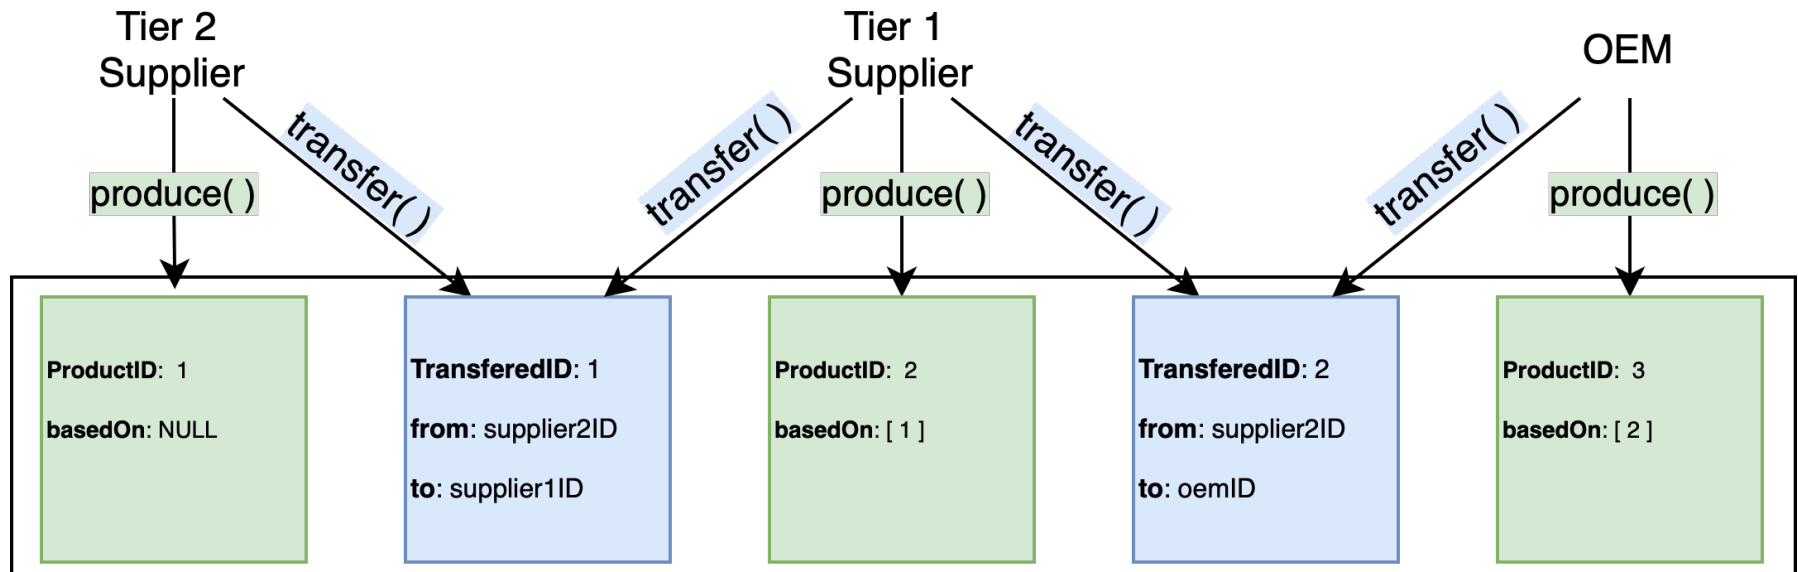 Tier 2
Supplier
Tier 1
Supplier
OEM
transfer( )
transfer( )
transfer( )
transfer( )
produce( )
produce( )
produce( )
ProductID: 1
basedOn: NULL
TransferedID: 1
from: supplier2ID
to: supplier1ID
ProductID: 2
basedOn: [ 1 ]
TransferedID: 2
from: supplier2ID
to: oemID
ProductID: 3
basedOn: [ 2 ]